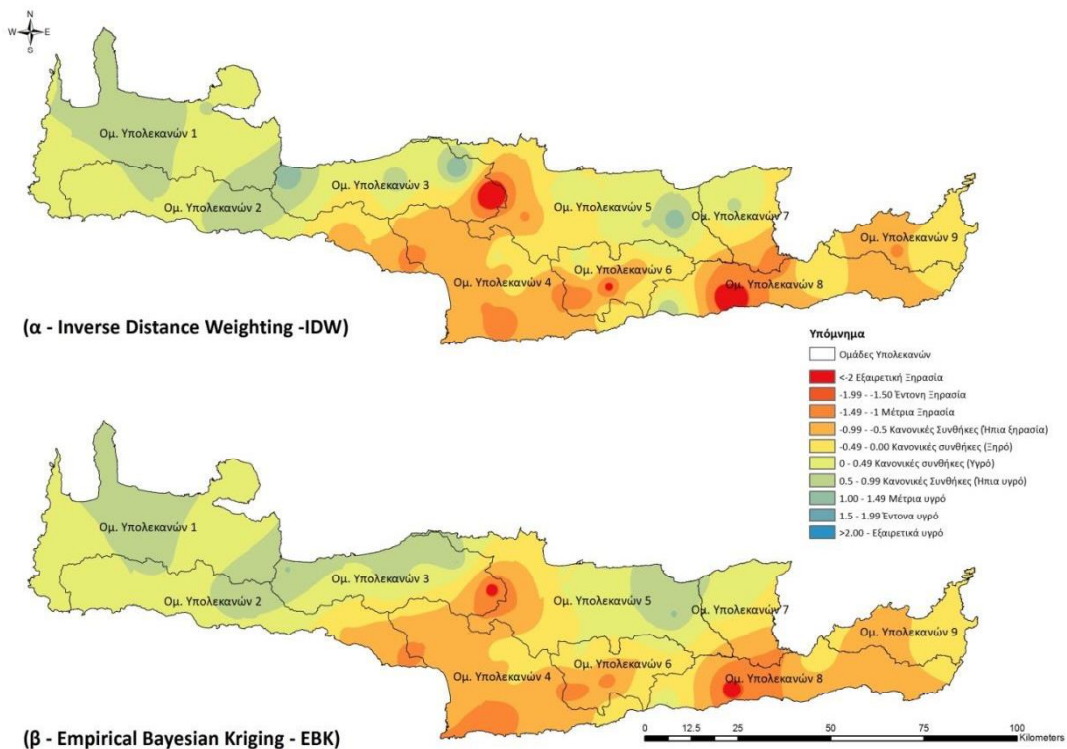 N
W E
S
Ομ. Υπολεκανών 1
Ομ. Υπολεκανών 2
Ομ. Υπολεκανών 3
Ομ. Υπολεκανών 5
Ομ. Υπολεκανών 7
Ομ. Υπολεκανών 9
Ομ. Υπολεκανών 6
Ομ. Υπολεκανών 4
Ομ. Υπολεκανών 8
(α - Inverse Distance Weighting -IDW)
Υπόμνημα
Ομάδες Υπολεκανών
<-2 Εξαιρετική Ξηρασία
-1.99 - -1.50 Έντονη Ξηρασία
-1.49 - -1 Μέτρια Ξηρασία
-0.99 - -0.5 Κανονικές Συνθήκες (Ήπια ξηρασία)
-0.49 - 0.00 Κανονικές συνθήκες (Ξηρό)
0 - 0.49 Κανονικές συνθήκες (Υγρό)
0.5 - 0.99 Κανονικές Συνθήκες (Ήπια υγρό)
1.00 - 1.49 Μέτρια υγρό
1.5 - 1.99 Έντονα υγρό
>2.00 - Εξαιρετικά υγρό
Ομ. Υπολεκανών 1
Ομ. Υπολεκανών 2
Ομ. Υπολεκανών 3
Ομ. Υπολεκανών 5
Ομ. Υπολεκανών 7
Ομ. Υπολεκανών 9
Ομ. Υπολεκανών 6
Ομ. Υπολεκανών 4
Ομ. Υπολεκανών 8
(β - Empirical Bayesian Kriging - EBK)
0 12.5 25 50 75 100
Kilometers